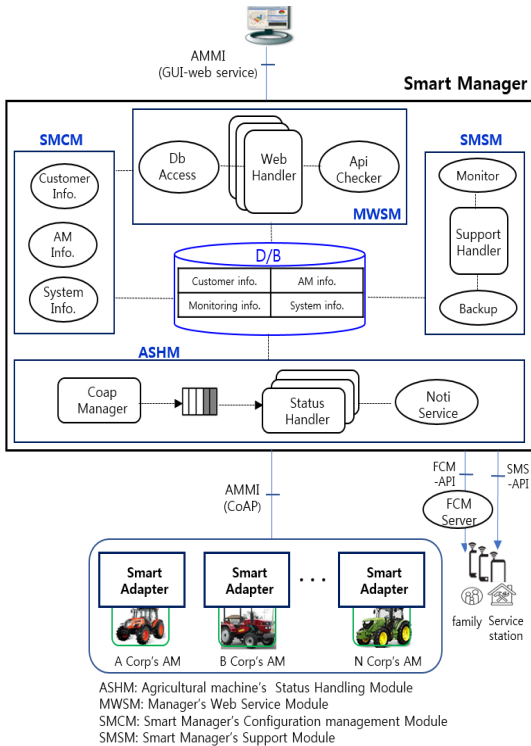 AMMI
(GUI-web service)
Smart Manager
SMCM
Customer
Info.
AM
Info.
System
Info.
Db
Access
Web
Handler
Api
Checker
MWSM
SMSM
Monitor
Support
Handler
Backup
D/B
Customer info.
AM info.
Monitoring info.
System info.
ASHM
Coap
Manager
Status
Handler
Noti
Service
AMMI
(CoAP)
FCM
-API
SMS
-API
FCM
Server
Smart
Adapter
Smart
Adapter
...
Smart
Adapter
A Corp's AM
B Corp's AM
N Corp's AM
family
Service
station
ASHM: Agricultural machine's Status Handling Module
MWSM: Manager's Web Service Module
SMCM: Smart Manager's Configuration management Module
SMSM: Smart Manager's Support Module